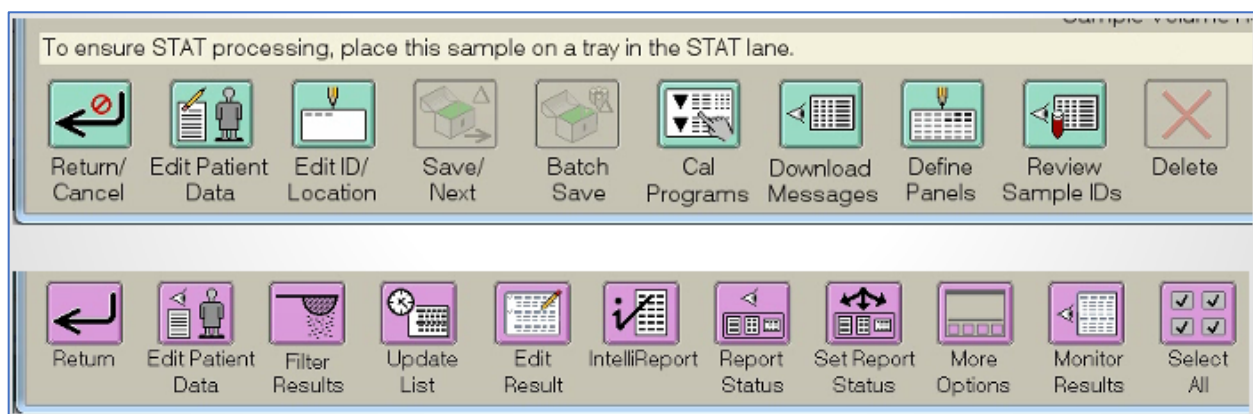 To ensure STAT processing, place this sample on a tray in the STAT lane.
Return/ Edit Patient Edit ID/ Save/ Batch Cal Download Define Review Delete
Cancel Data Location Next Save Programs Messages Panels Sample IDs
Return Edit Patient Filter Update Edit IntelliReport Report Set Report More Monitor Select
Data Results List Result Status Status Options Results All